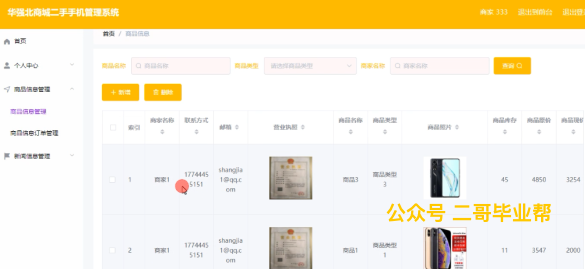 华强北商城二手手机管理系统
商家 333 退出到前台 退出登
首页
首页 / 商品信息
个人中心
商品信息管理
商品信息管理
商品信息订单管理
新闻信息管理
商品名称 商品名称 商品类型 请选择商品类型 商家名称 商家名称 查询
+ 新增 删除
索引 商家名称 联系方式 邮箱 营业执照 商品名称 商品类型 商品图片 商品库存 商品原价 商品现价
1 商家1 17744455151 shangjia1@qq.com 商品3 商品类型3 45 4850 3254
2 商家1 17744455151 shangjia1@qq.com 商品1 商品类型1 11 3547 2000
公众号 二哥毕业帮